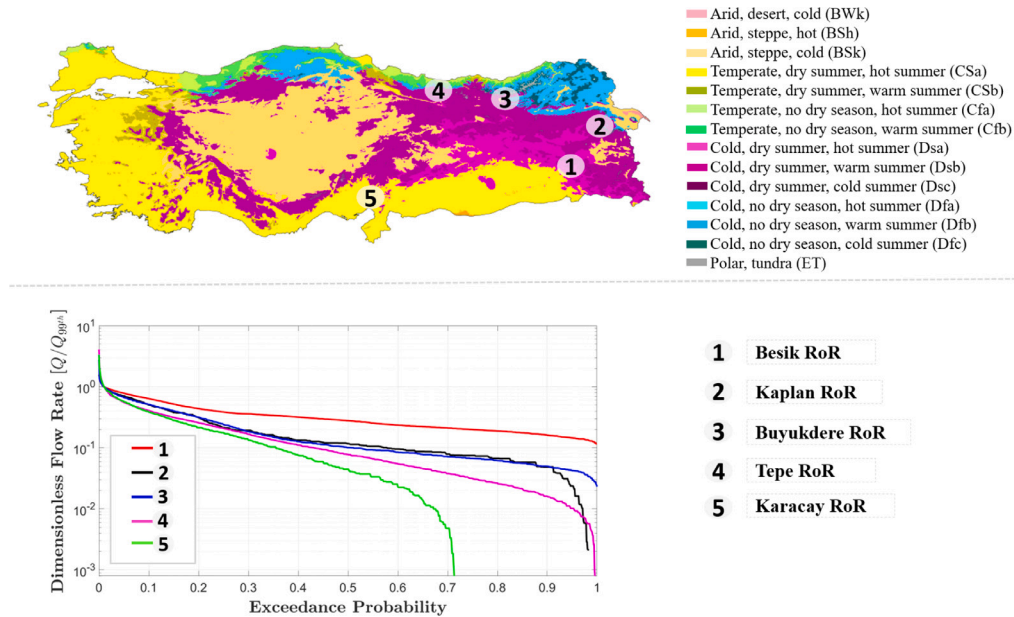 Arid, desert, cold (BWk)
Arid, steppe, hot (BSh)
Arid, steppe, cold (BSk)
Temperate, dry summer, hot summer (CSa)
Temperate, dry summer, warm summer (CSb)
Temperate, no dry season, hot summer (Cfa)
Temperate, no dry season, warm summer (Cfb)
Cold, dry summer, hot summer (Dsa)
Cold, dry summer, warm summer (Dsb)
Cold, dry summer, cold summer (Dsc)
Cold, no dry season, hot summer (Dfa)
Cold, no dry season, warm summer (Dfb)
Cold, no dry season, cold summer (Dfc)
Polar, tundra (ET)
4
3
2
1
5
Dimensionless Flow Rate [Q/Q99th]
10^1
10^0
10^-1
10^-2
10^-3
1
2
3
4
5
0 0.1 0.2 0.3 0.4 0.5 0.6 0.7 0.8 0.9 1
Exceedance Probability
1 Besik RoR
2 Kaplan RoR
3 Buyukdere RoR
4 Tepe RoR
5 Karacay RoR